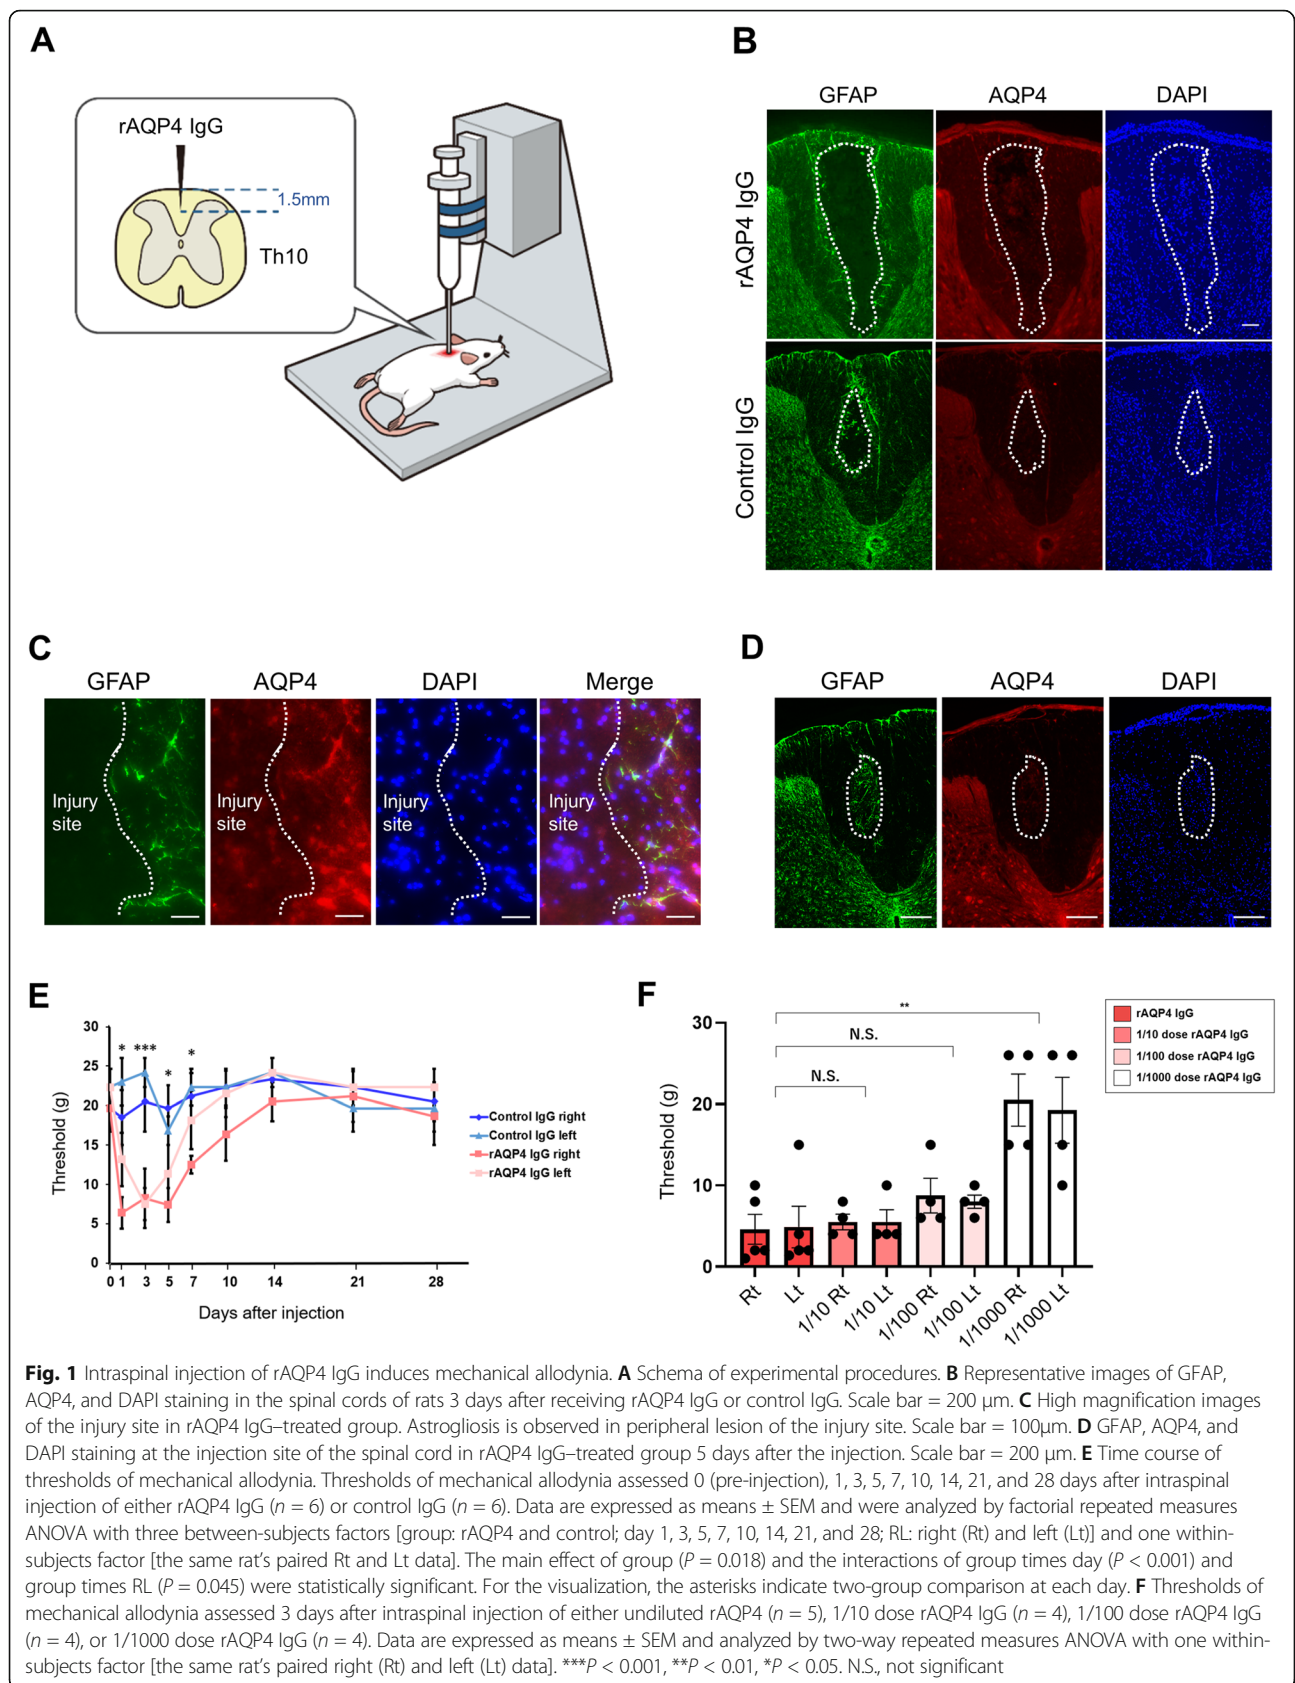 A
rAQP4 IgG
1.5mm
Th10
B
GFAP AQP4 DAPI
rAQP4 IgG
Control IgG
C
GFAP AQP4 DAPI Merge
Injury
site
Injury
site
Injury
site
Injury
site
D
GFAP AQP4 DAPI
E
Threshold (g)
30
25
20
15
10
5
0
* *** * *
0 1 3 5 7 10 14 21 28
Days after injection
Control IgG right
Control IgG left
rAQP4 IgG right
rAQP4 IgG left
F
Threshold (g)
30
20
10
0
**
N.S.
N.S.
Rt Lt 1/10 Rt 1/10 Lt 1/100 Rt 1/100 Lt 1/1000 Rt 1/1000 Lt
rAQP4 IgG
1/10 dose rAQP4 IgG
1/100 dose rAQP4 IgG
1/1000 dose rAQP4 IgG
Fig. 1 Intraspinal injection of rAQP4 IgG induces mechanical allodynia. A Schema of experimental procedures. B Representative images of GFAP,
AQP4, and DAPI staining in the spinal cords of rats 3 days after receiving rAQP4 IgG or control IgG. Scale bar = 200 μm. C High magnification images
of the injury site in rAQP4 IgG–treated group. Astrogliosis is observed in peripheral lesion of the injury site. Scale bar = 100μm. D GFAP, AQP4, and
DAPI staining at the injection site of the spinal cord in rAQP4 IgG–treated group 5 days after the injection. Scale bar = 200 μm. E Time course of
thresholds of mechanical allodynia. Thresholds of mechanical allodynia assessed 0 (pre-injection), 1, 3, 5, 7, 10, 14, 21, and 28 days after intraspinal
injection of either rAQP4 IgG (n = 6) or control IgG (n = 6). Data are expressed as means ± SEM and were analyzed by factorial repeated measures
ANOVA with three between-subjects factors [group: rAQP4 and control; day 1, 3, 5, 7, 10, 14, 21, and 28; RL: right (Rt) and left (Lt)] and one within-
subjects factor [the same rat's paired Rt and Lt data]. The main effect of group (P = 0.018) and the interactions of group times day (P < 0.001) and
group times RL (P = 0.045) were statistically significant. For the visualization, the asterisks indicate two-group comparison at each day. F Thresholds of
mechanical allodynia assessed 3 days after intraspinal injection of either undiluted rAQP4 (n = 5), 1/10 dose rAQP4 IgG (n = 4), 1/100 dose rAQP4 IgG
(n = 4), or 1/1000 dose rAQP4 IgG (n = 4). Data are expressed as means ± SEM and analyzed by two-way repeated measures ANOVA with one within-
subjects factor [the same rat's paired right (Rt) and left (Lt) data]. ***P < 0.001, **P < 0.01, *P < 0.05. N.S., not significant